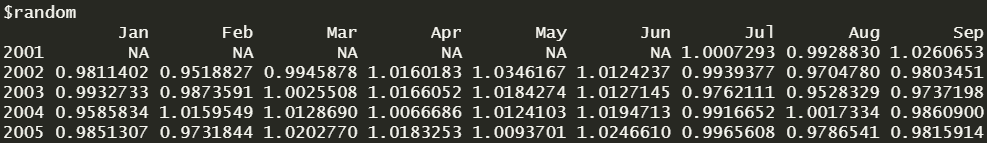 $random
Jan Feb Mar Apr May Jun Jul Aug Sep
2001 NA NA NA NA NA NA 1.0007293 0.9928830 1.0260653
2002 0.9811402 0.9518827 0.9945878 1.0160183 1.0346167 1.0124237 0.9939377 0.9704780 0.9803451
2003 0.9932733 0.9873591 1.0025508 1.0166052 1.0184274 1.0127145 0.9762111 0.9528329 0.9737198
2004 0.9585834 1.0159549 1.0128690 1.0066686 1.0124103 1.0194713 0.9916652 1.0017334 0.9860900
2005 0.9851307 0.9731844 1.0202770 1.0183253 1.0093701 1.0246610 0.9965608 0.9786541 0.9815914